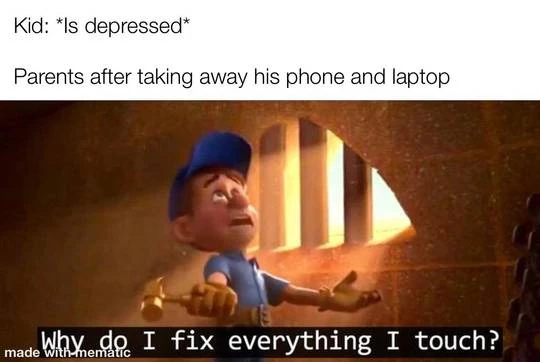 Kid: *Is depressed*
Parents after taking away his phone and laptop
Why do I fix everything I touch?
made with mematic